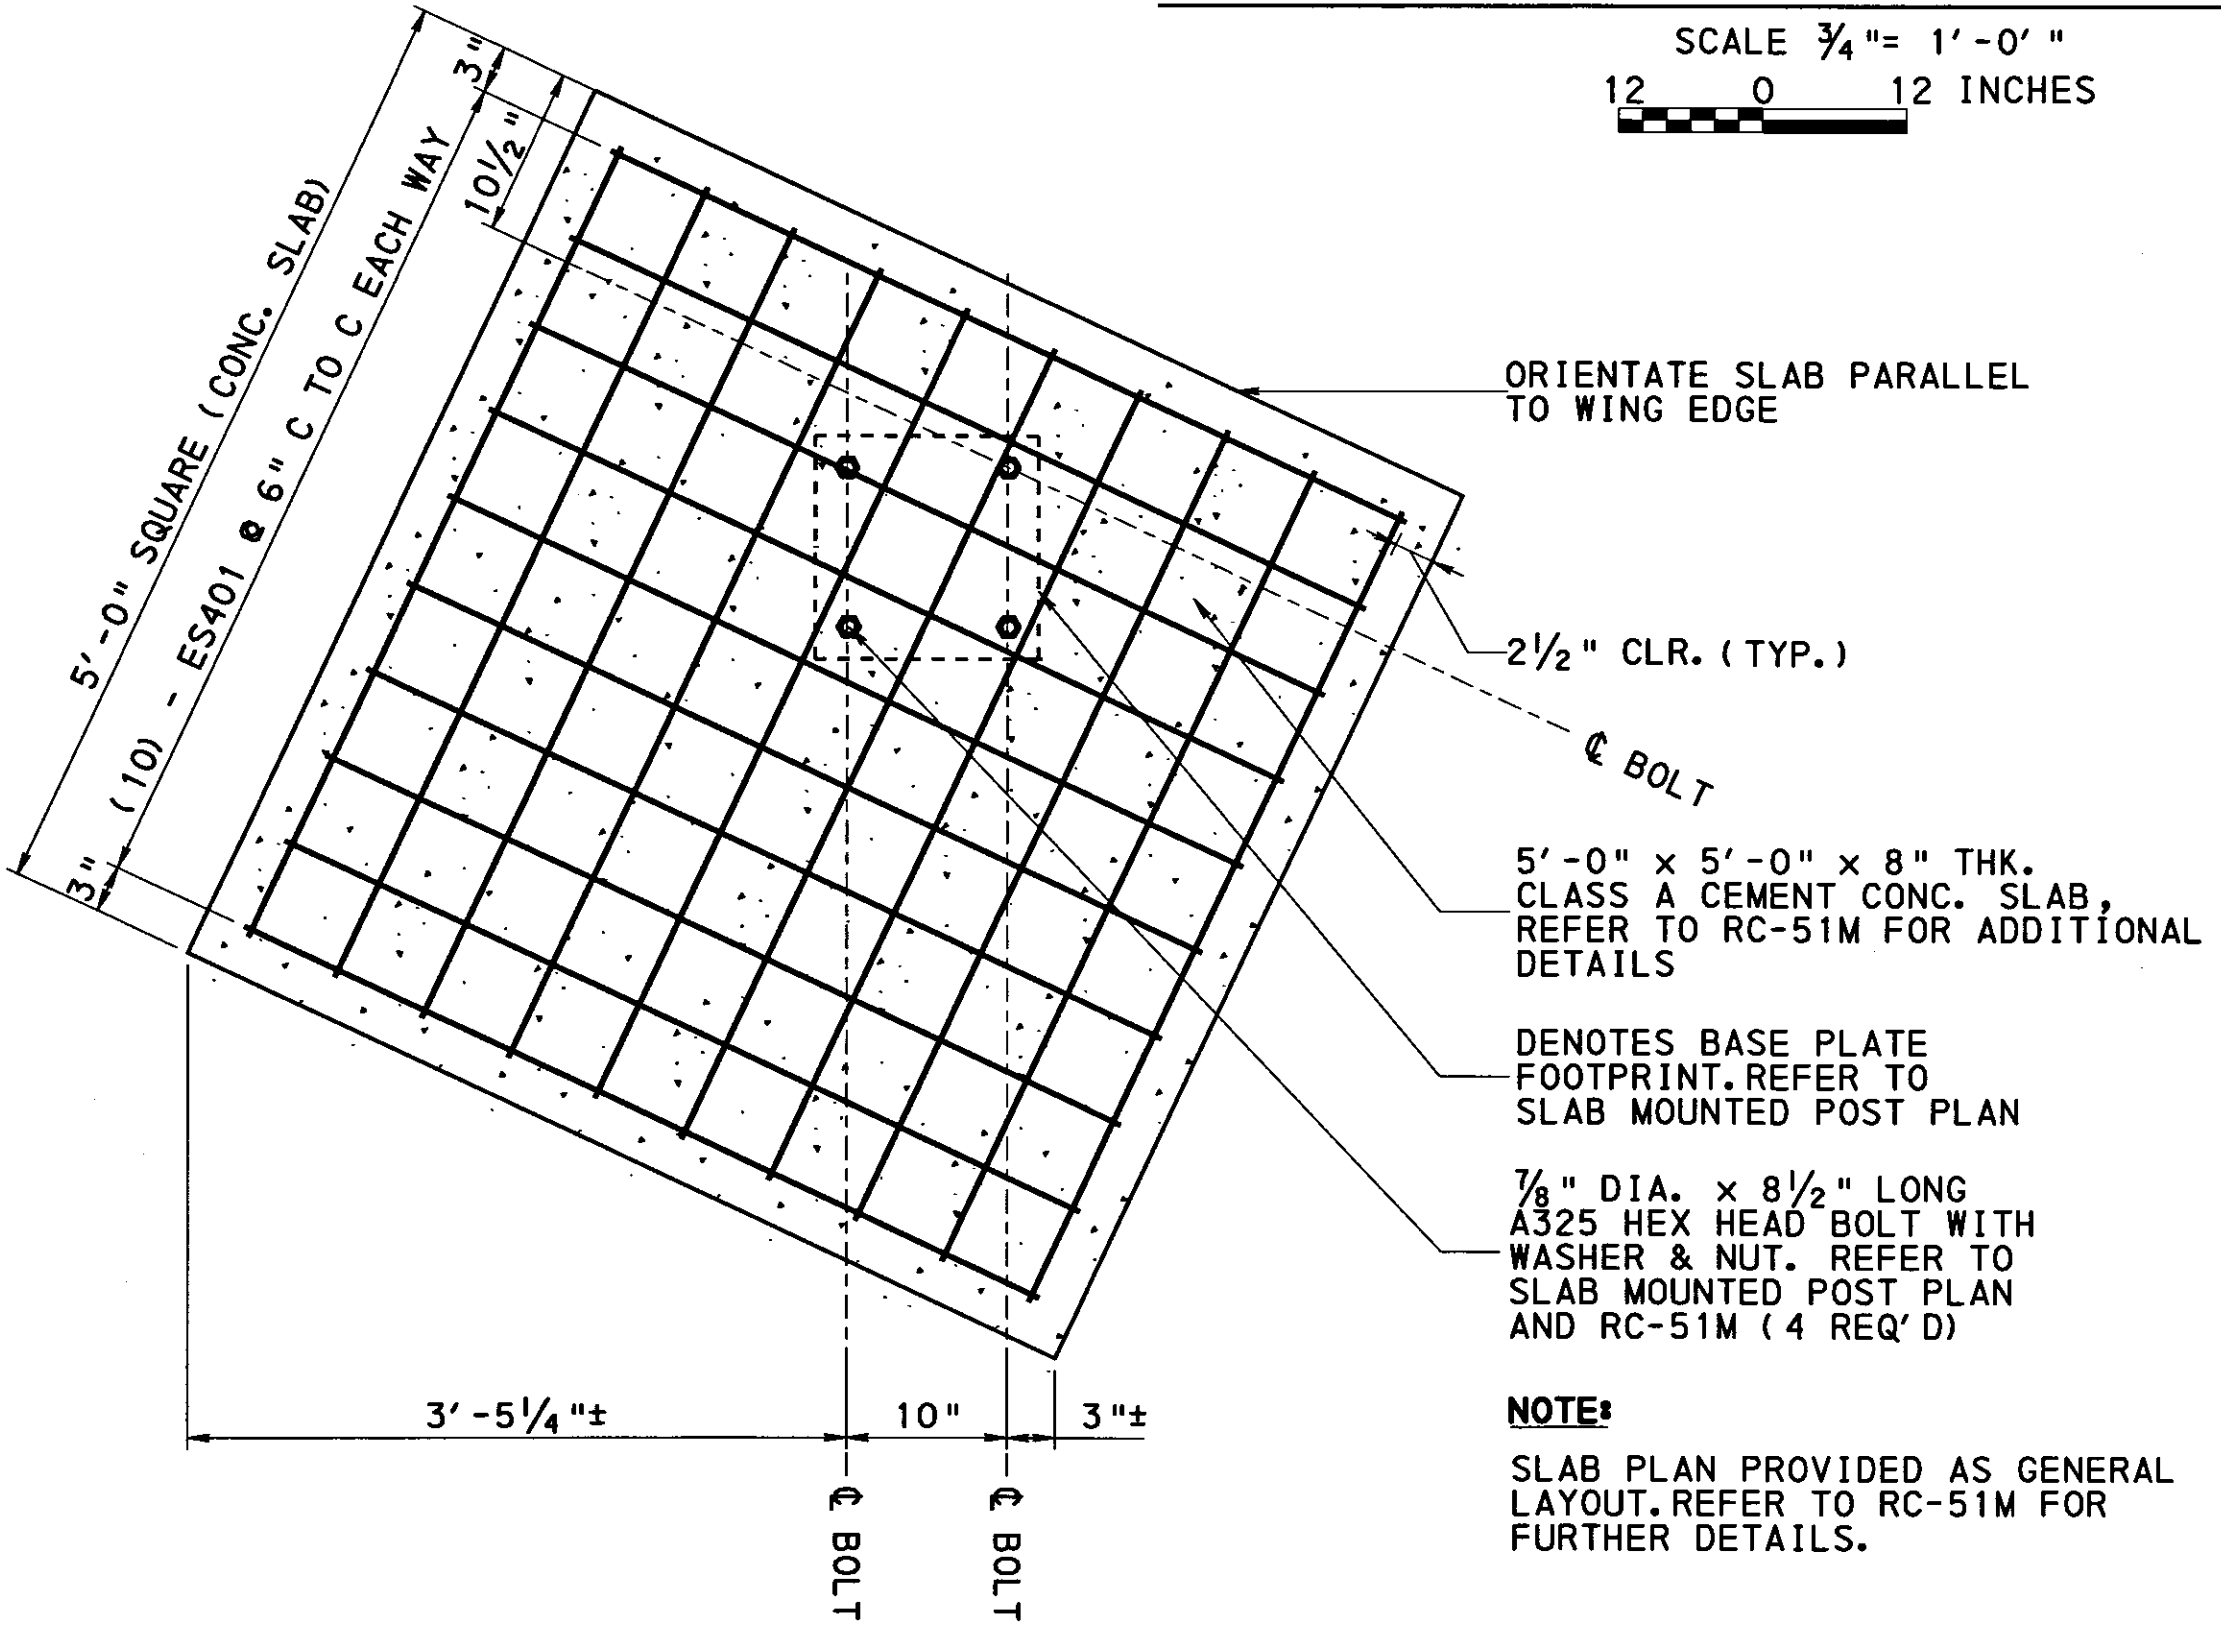 SCALE ¾"= 1'-0' "
12 0 12 INCHES
3"
10½"
5'-0" SQUARE (CONC. SLAB)
(10) - ES401 @ 6" C TO C EACH WAY
3"
ORIENTATE SLAB PARALLEL
TO WING EDGE
2½" CLR. (TYP.)
℄ BOLT
5'-0" x 5'-0" x 8" THK.
CLASS A CEMENT CONC. SLAB,
REFER TO RC-51M FOR ADDITIONAL
DETAILS
DENOTES BASE PLATE
FOOTPRINT. REFER TO
SLAB MOUNTED POST PLAN
⅞" DIA. x 8½" LONG
A325 HEX HEAD BOLT WITH
WASHER & NUT. REFER TO
SLAB MOUNTED POST PLAN
AND RC-51M (4 REQ'D)
3'-5¼"± 10" 3"±
℄ BOLT
℄ BOLT
NOTE:
SLAB PLAN PROVIDED AS GENERAL
LAYOUT. REFER TO RC-51M FOR
FURTHER DETAILS.